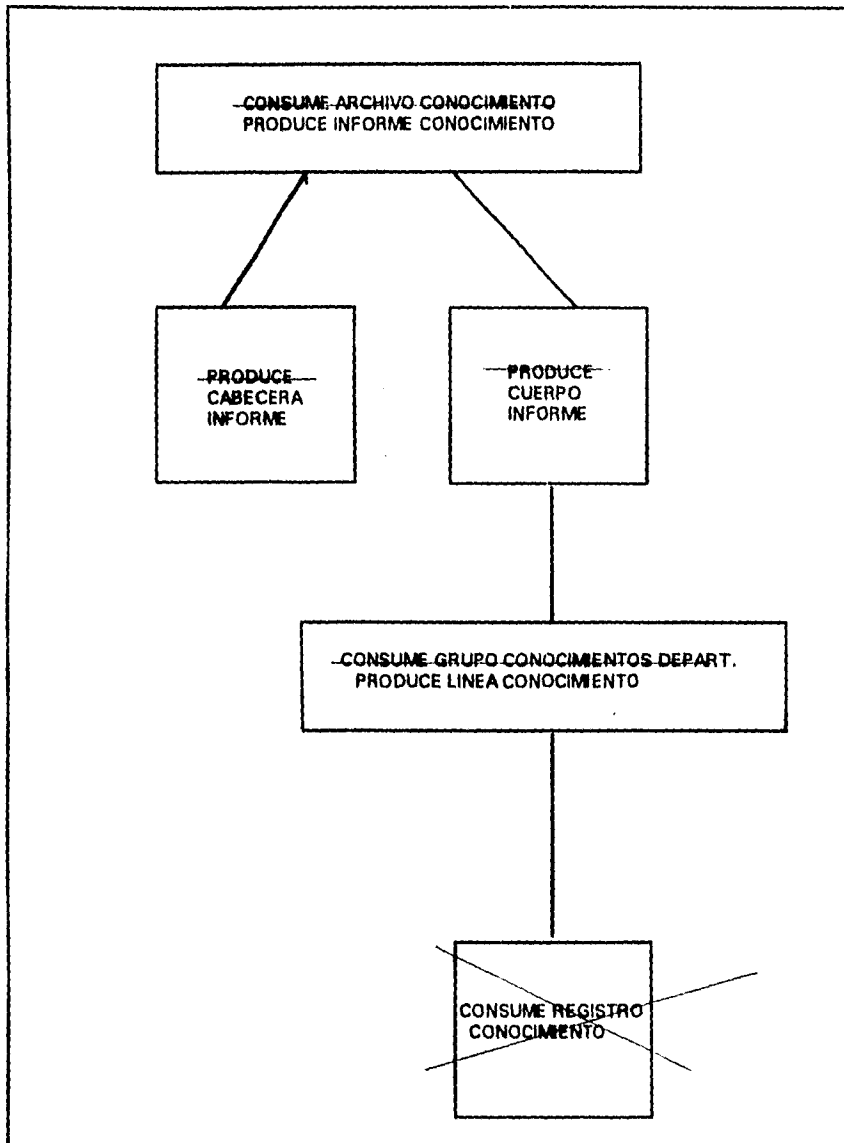 CONSUME ARCHIVO CONOCIMIENTO
PRODUCE INFORME CONOCIMIENTO
PRODUCE
CABECERA
INFORME
PRODUCE
CUERPO
INFORME
CONSUME GRUPO CONOCIMIENTOS DEPART.
PRODUCE LINEA CONOCIMIENTO
CONSUME REGISTRO
CONOCIMIENTO